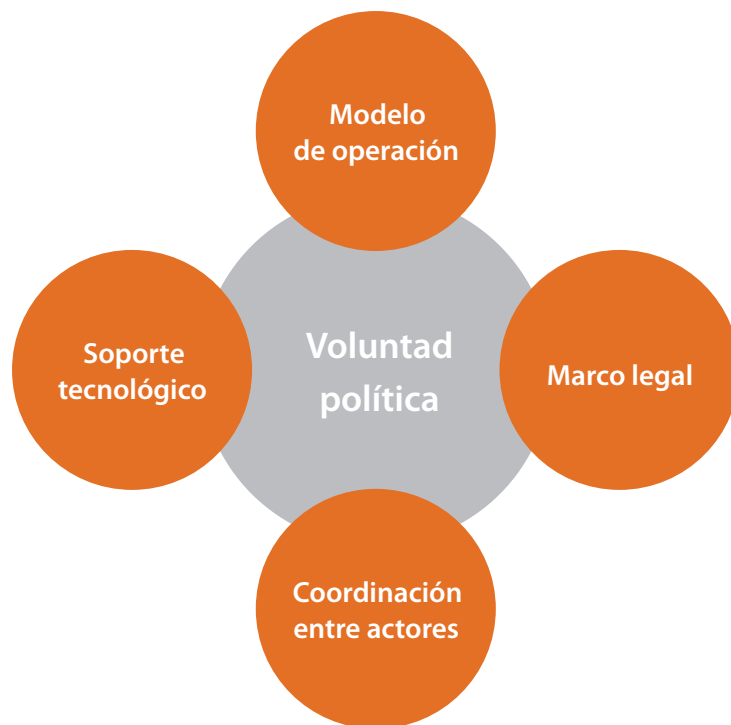 Modelo
de operación
Soporte
tecnológico
Voluntad
política
Marco legal
Coordinación
entre actores